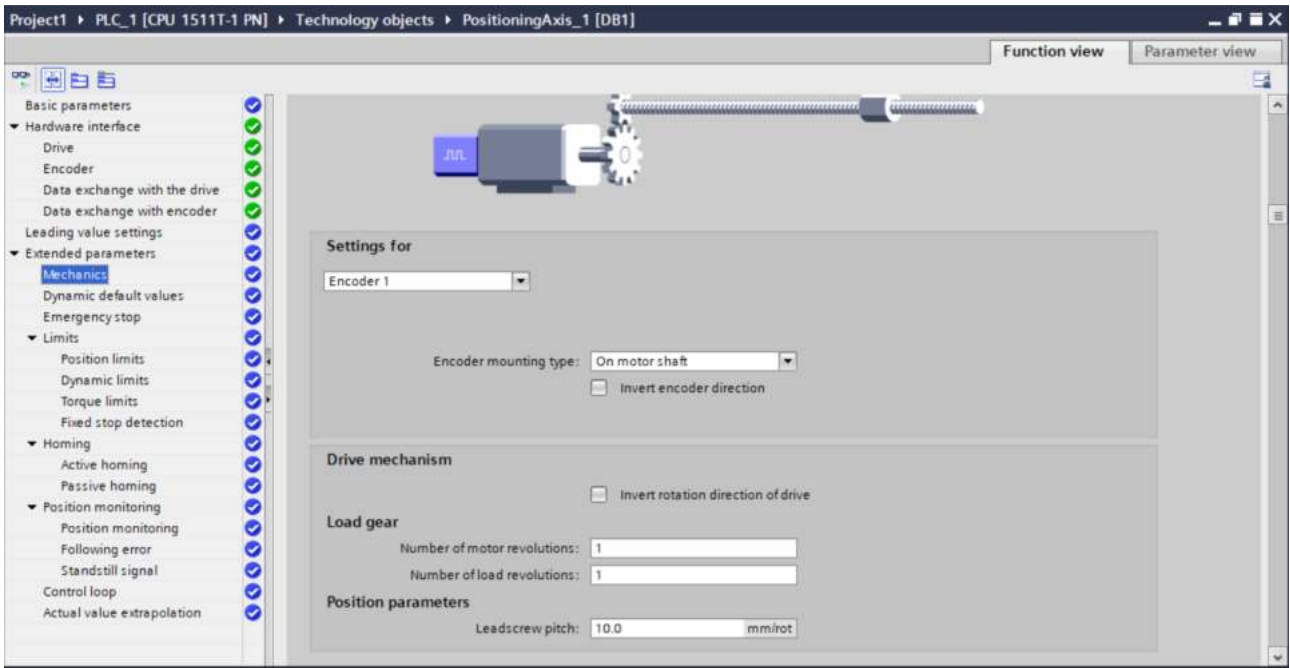 Project1 ▸ PLC_1 [CPU 1511T-1 PN] ▸ Technology objects ▸ PositioningAxis_1 [DB1]
Function view
Parameter view
Basic parameters
Hardware interface
Drive
Encoder
Data exchange with the drive
Data exchange with encoder
Leading value settings
Extended parameters
Mechanics
Dynamic default values
Emergency stop
Limits
Position limits
Dynamic limits
Torque limits
Fixed stop detection
Homing
Active homing
Passive homing
Position monitoring
Position monitoring
Following error
Standstill signal
Control loop
Actual value extrapolation
Settings for
Encoder 1
Encoder mounting type: On motor shaft
Invert encoder direction
Drive mechanism
Invert rotation direction of drive
Load gear
Number of motor revolutions: 1
Number of load revolutions: 1
Position parameters
Leadscrew pitch: 10.0 mm/rot